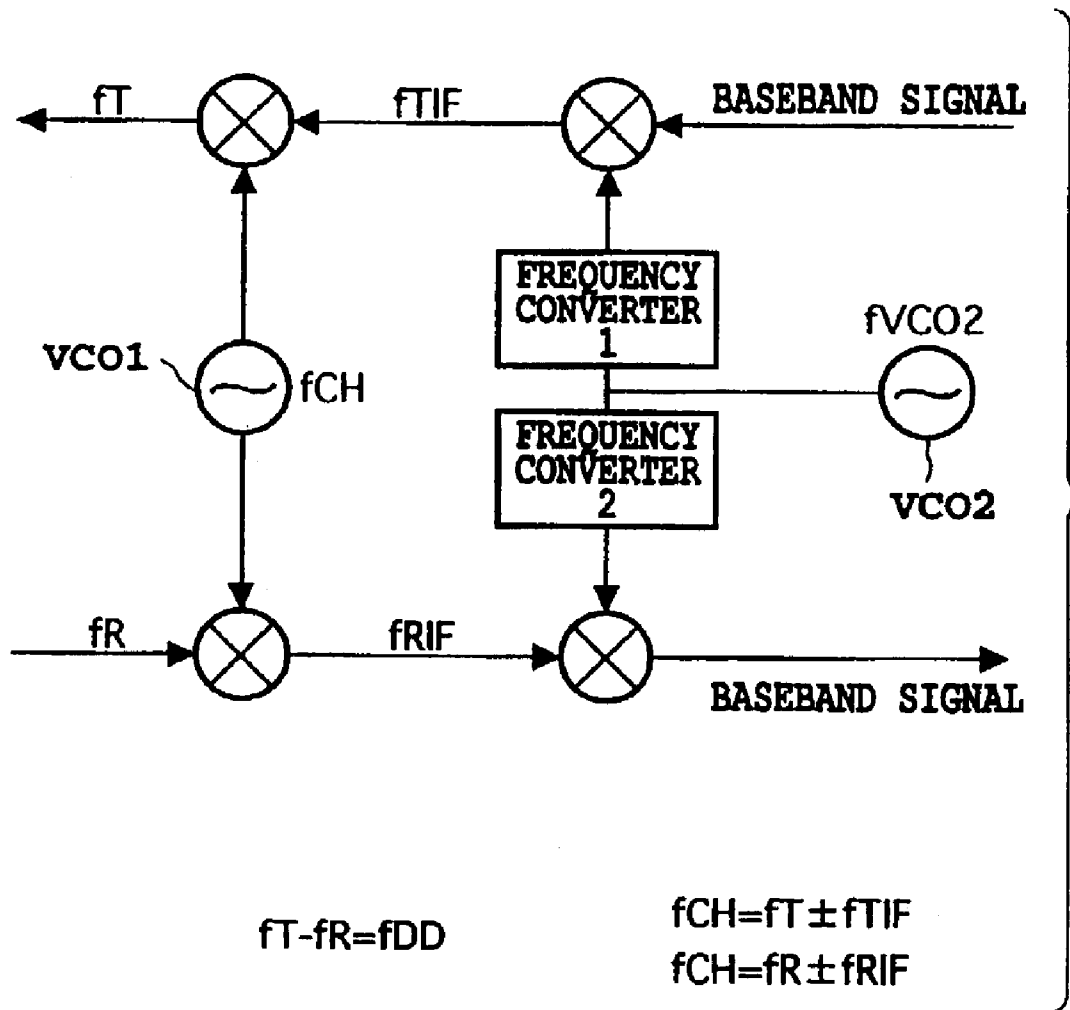 fT
fTIF
BASEBAND SIGNAL
FREQUENCY
CONVERTER
1
fVCO2
VCO1
fCH
FREQUENCY
CONVERTER
2
VCO2
fR
fRIF
BASEBAND SIGNAL
fT-fR=fDD
fCH=fT±fTIF
fCH=fR±fRIF